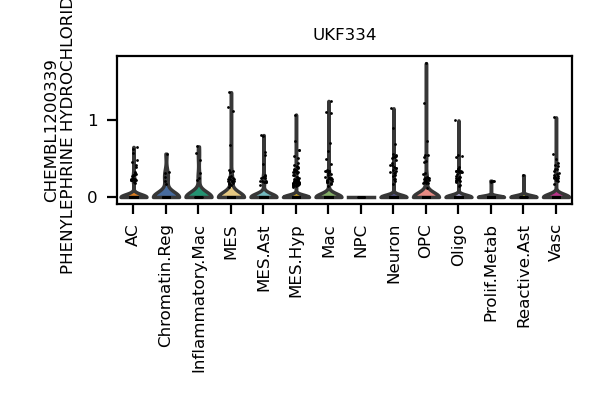 UKF334
CHEMBL1200339
PHENYLEPHRINE HYDROCHLORID
1
0
AC
Chromatin.Reg
Inflammatory.Mac
MES
MES.Ast
MES.Hyp
Mac
NPC
Neuron
OPC
Oligo
Prolif.Metab
Reactive.Ast
Vasc